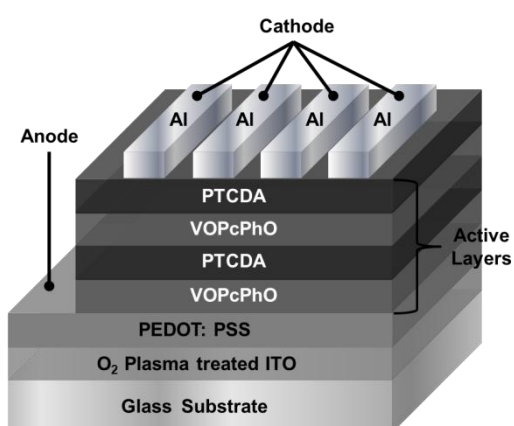 Cathode
Al Al Al Al
Anode
PTCDA
VOPcPhO
PTCDA
VOPcPhO
Active
Layers
PEDOT: PSS
O₂ Plasma treated ITO
Glass Substrate